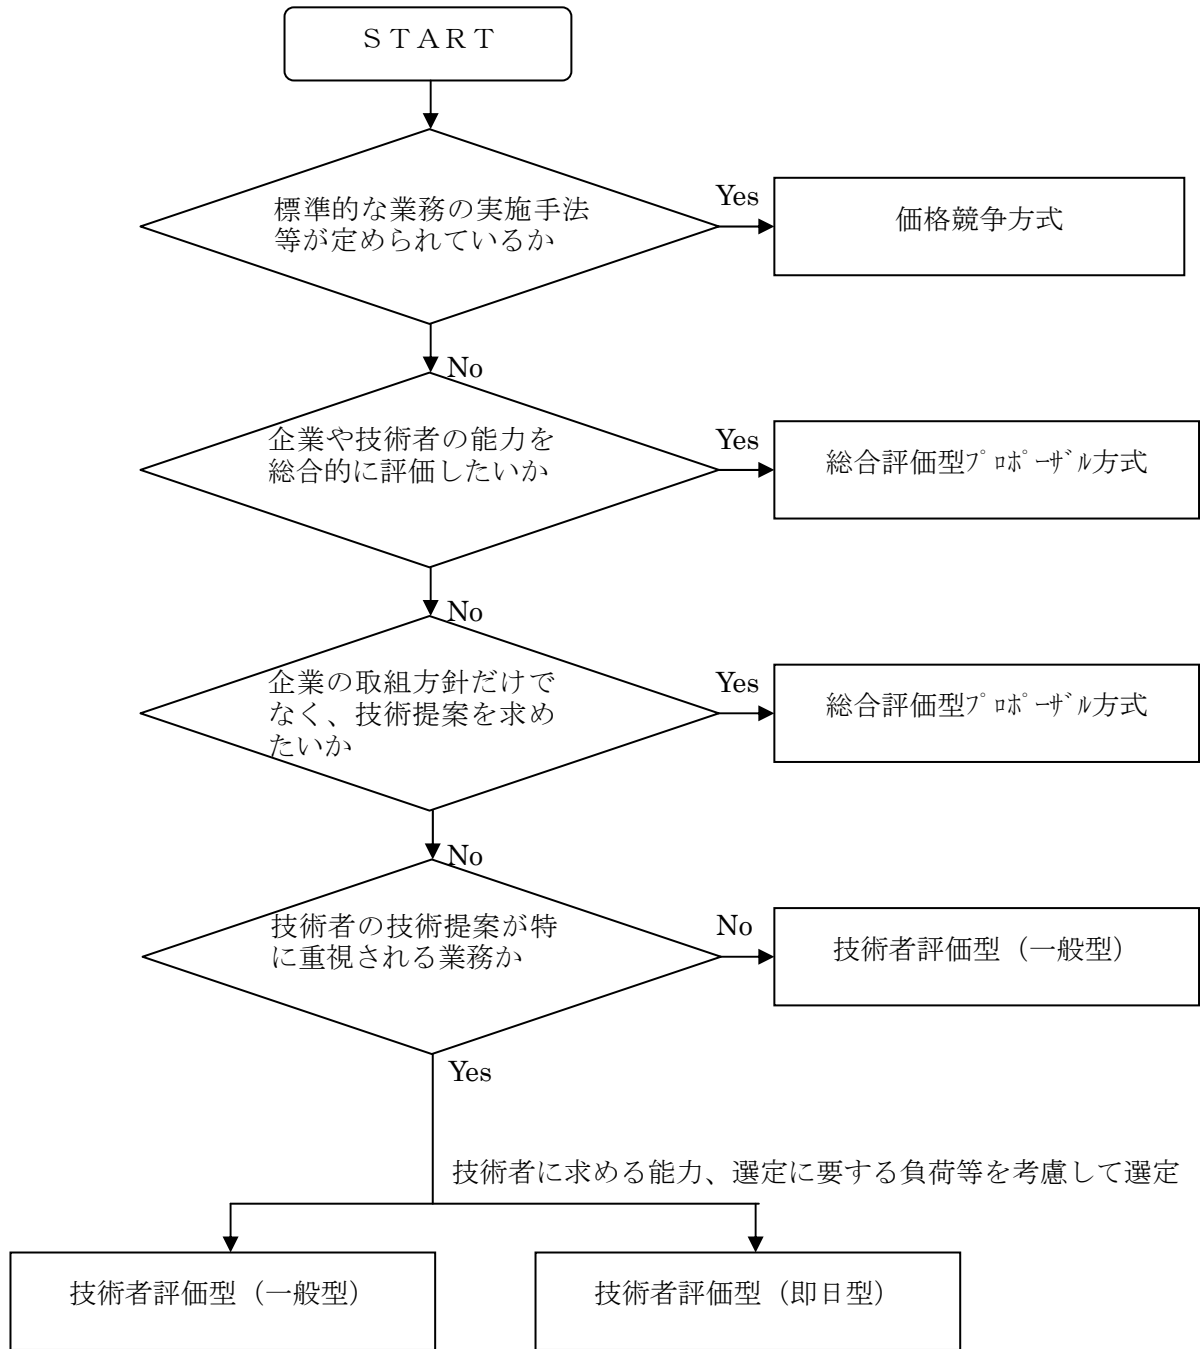 ＳＴＡＲＴ
標準的な業務の実施手法
等が定められているか
Yes
価格競争方式
No
企業や技術者の能力を
総合的に評価したいか
Yes
総合評価型ﾌﾟﾛﾎﾟｰｻﾞﾙ方式
No
企業の取組方針だけで
なく、技術提案を求め
たいか
Yes
総合評価型ﾌﾟﾛﾎﾟｰｻﾞﾙ方式
No
技術者の技術提案が特
に重視される業務か
No
技術者評価型（一般型）
Yes
技術者に求める能力、選定に要する負荷等を考慮して選定
技術者評価型（一般型）
技術者評価型（即日型）